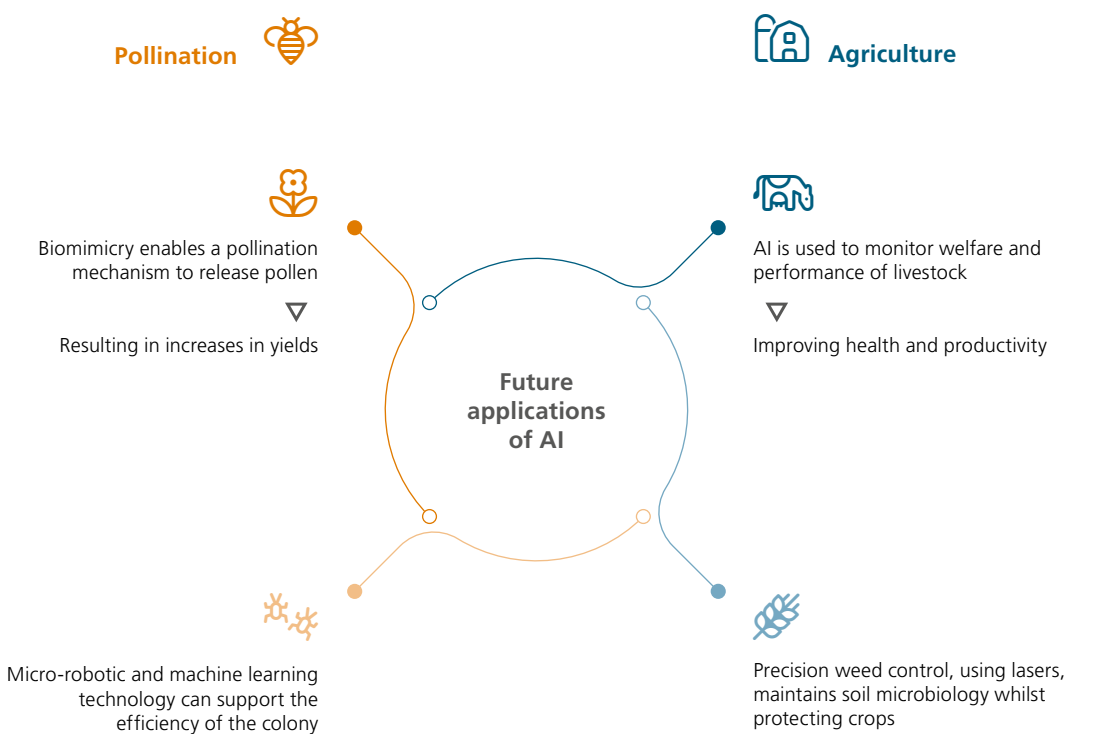 Pollination
Agriculture
Biomimicry enables a pollination
mechanism to release pollen
Resulting in increases in yields
AI is used to monitor welfare and
performance of livestock
Improving health and productivity
Future
applications
of AI
Micro-robotic and machine learning
technology can support the
efficiency of the colony
Precision weed control, using lasers,
maintains soil microbiology whilst
protecting crops